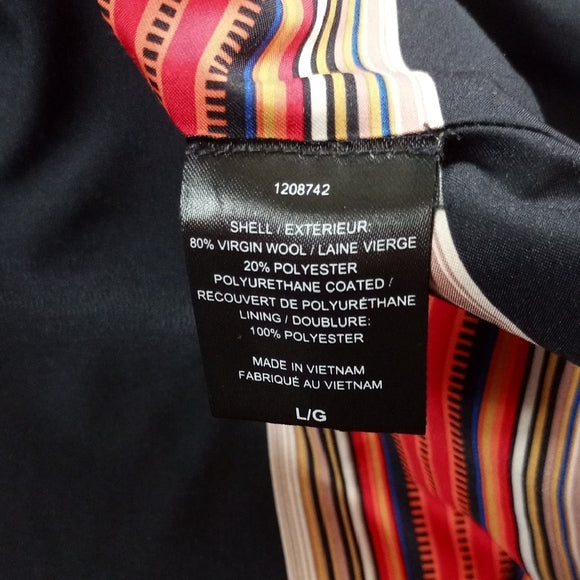 1208742
SHELL / EXTÉRIEUR:
80% VIRGIN WOOL / LAINE VIERGE
20% POLYESTER
POLYURETHANE COATED /
RECOUVERT DE POLYURÉTHANE
LINING / DOUBLURE:
100% POLYESTER
MADE IN VIETNAM
FABRIQUÉ AU VIETNAM
L/G